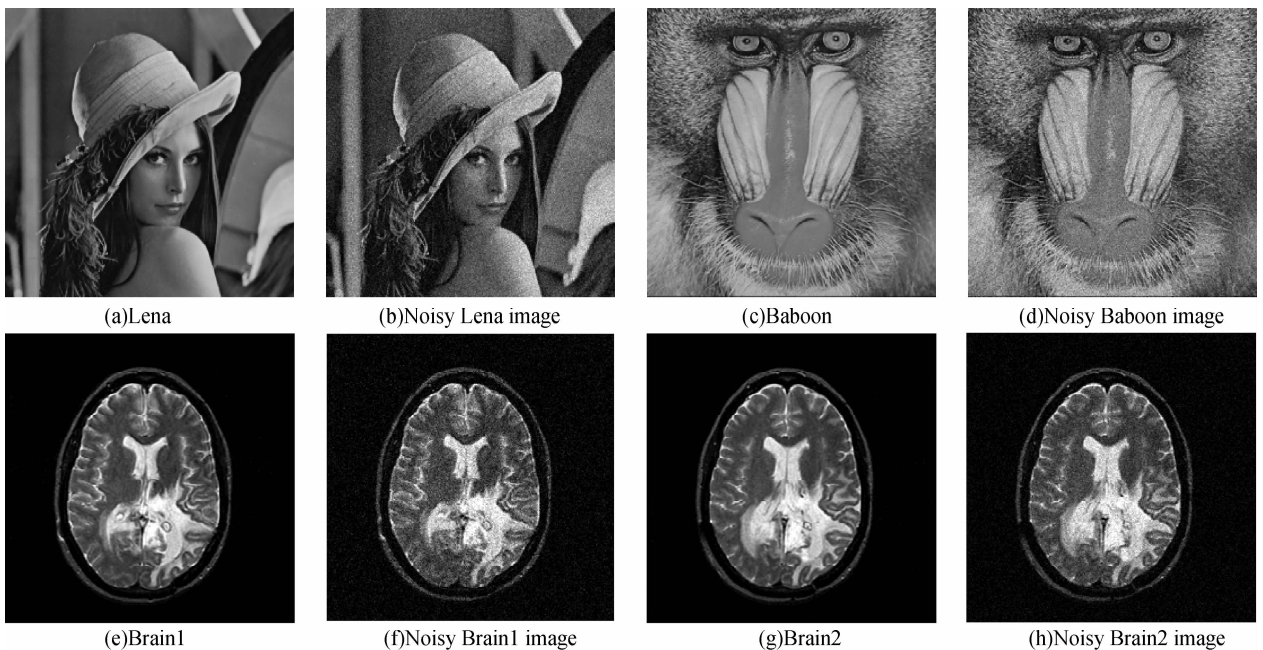 (a)Lena
(b)Noisy Lena image
(c)Baboon
(d)Noisy Baboon image
(e)Brain1
(f)Noisy Brain1 image
(g)Brain2
(h)Noisy Brain2 image